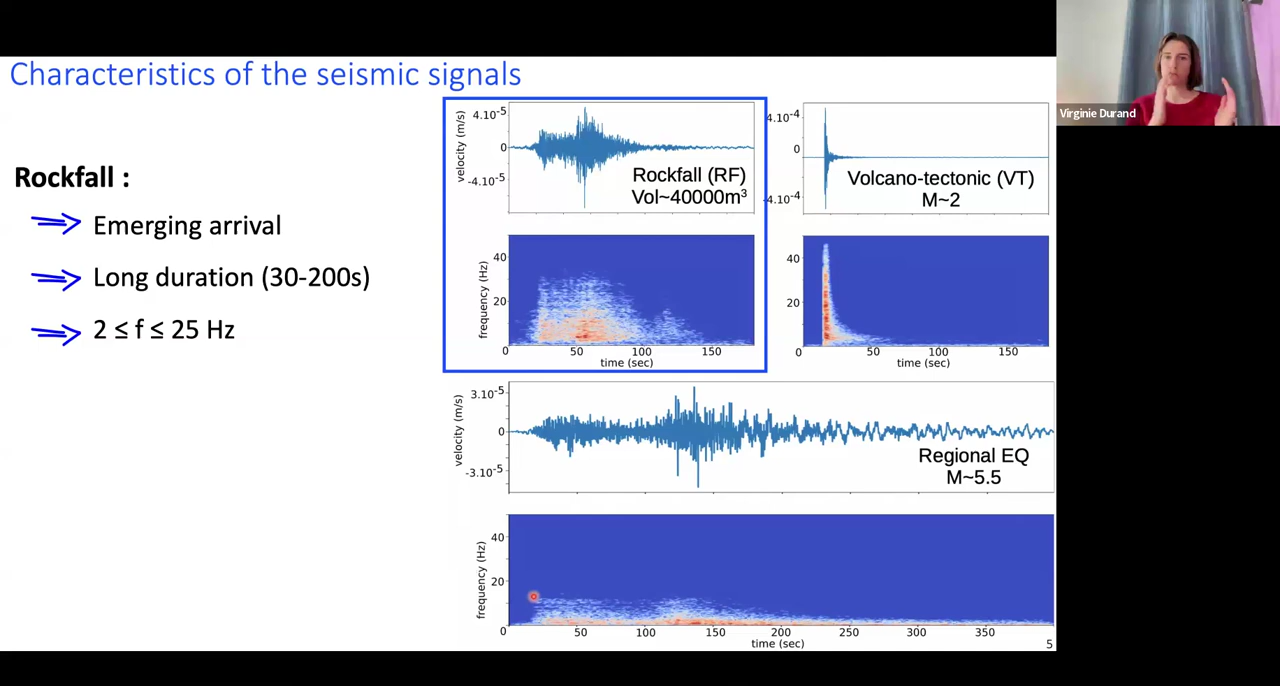 Characteristics of the seismic signals
Virginie Durand
Rockfall :
Emerging arrival
Long duration (30-200s)
2 ≤ f ≤ 25 Hz
velocity (m/s)
4.10-5
0
-4.10-5
Rockfall (RF)
Vol~40000m³
frequency (Hz)
40
20
0 50 100 150
time (sec)
4.10-4
0
4.10-4
Volcano-tectonic (VT)
M~2
40
20
0 50 100 150
time (sec)
velocity (m/s)
3.10-5
0
-3.10-5
Regional EQ
M~5.5
frequency (Hz)
40
20
0 50 100 150 200 250 300 350
time (sec)
5